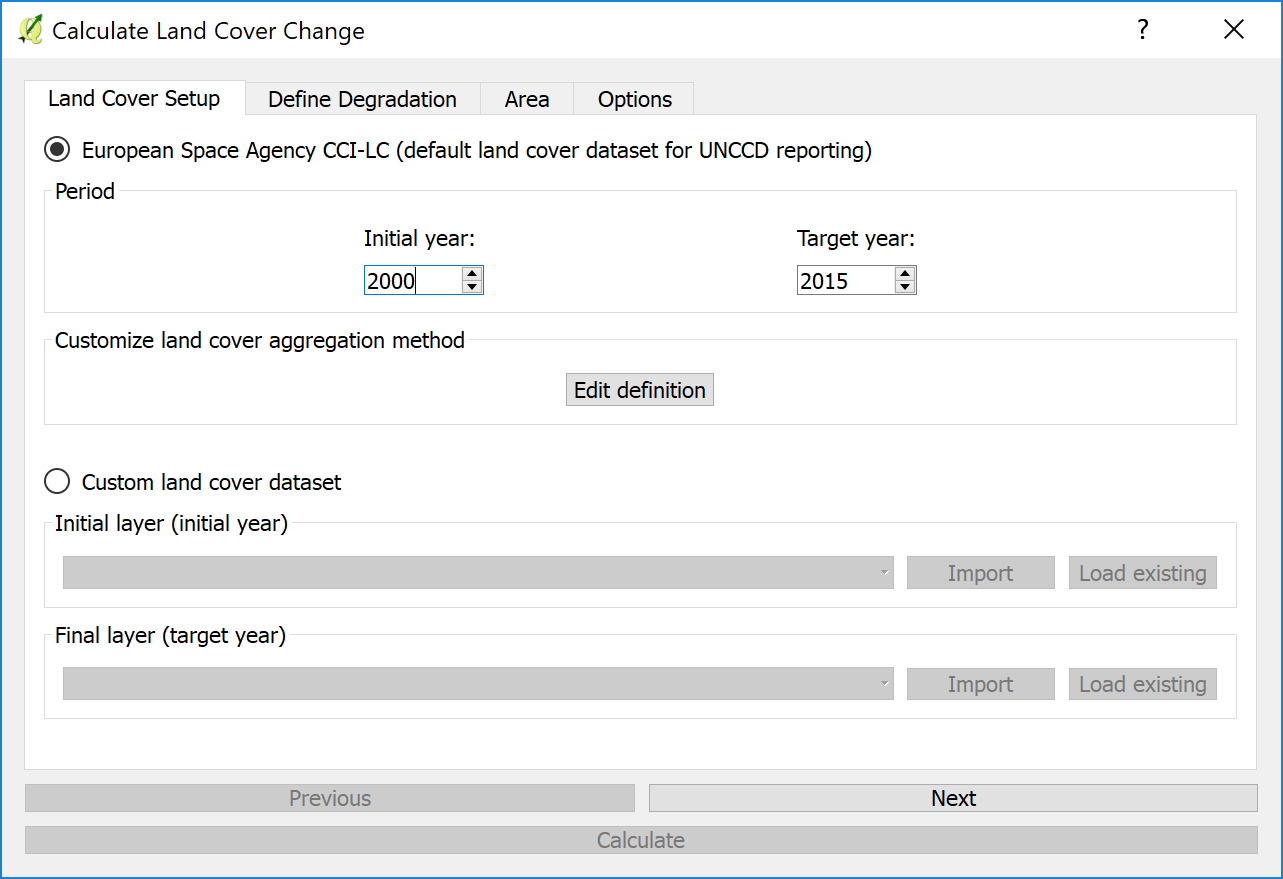 Calculate Land Cover Change ?
Land Cover Setup Define Degradation Area Options
European Space Agency CCI-LC (default land cover dataset for UNCCD reporting)
Period
Initial year: Target year:
2000 2015
Customize land cover aggregation method
Edit definition
Custom land cover dataset
Initial layer (initial year)
Import Load existing
Final layer (target year)
Import Load existing
Previous Next
Calculate